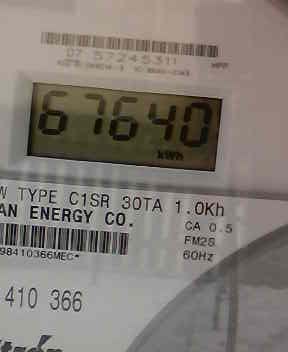 07 57245311
67640
kWh
W TYPE C1SR 30TA 1.0Kh
AN ENERGY CO.
CA 0.5
FM2S
60Hz
98410366MEC*
410 366